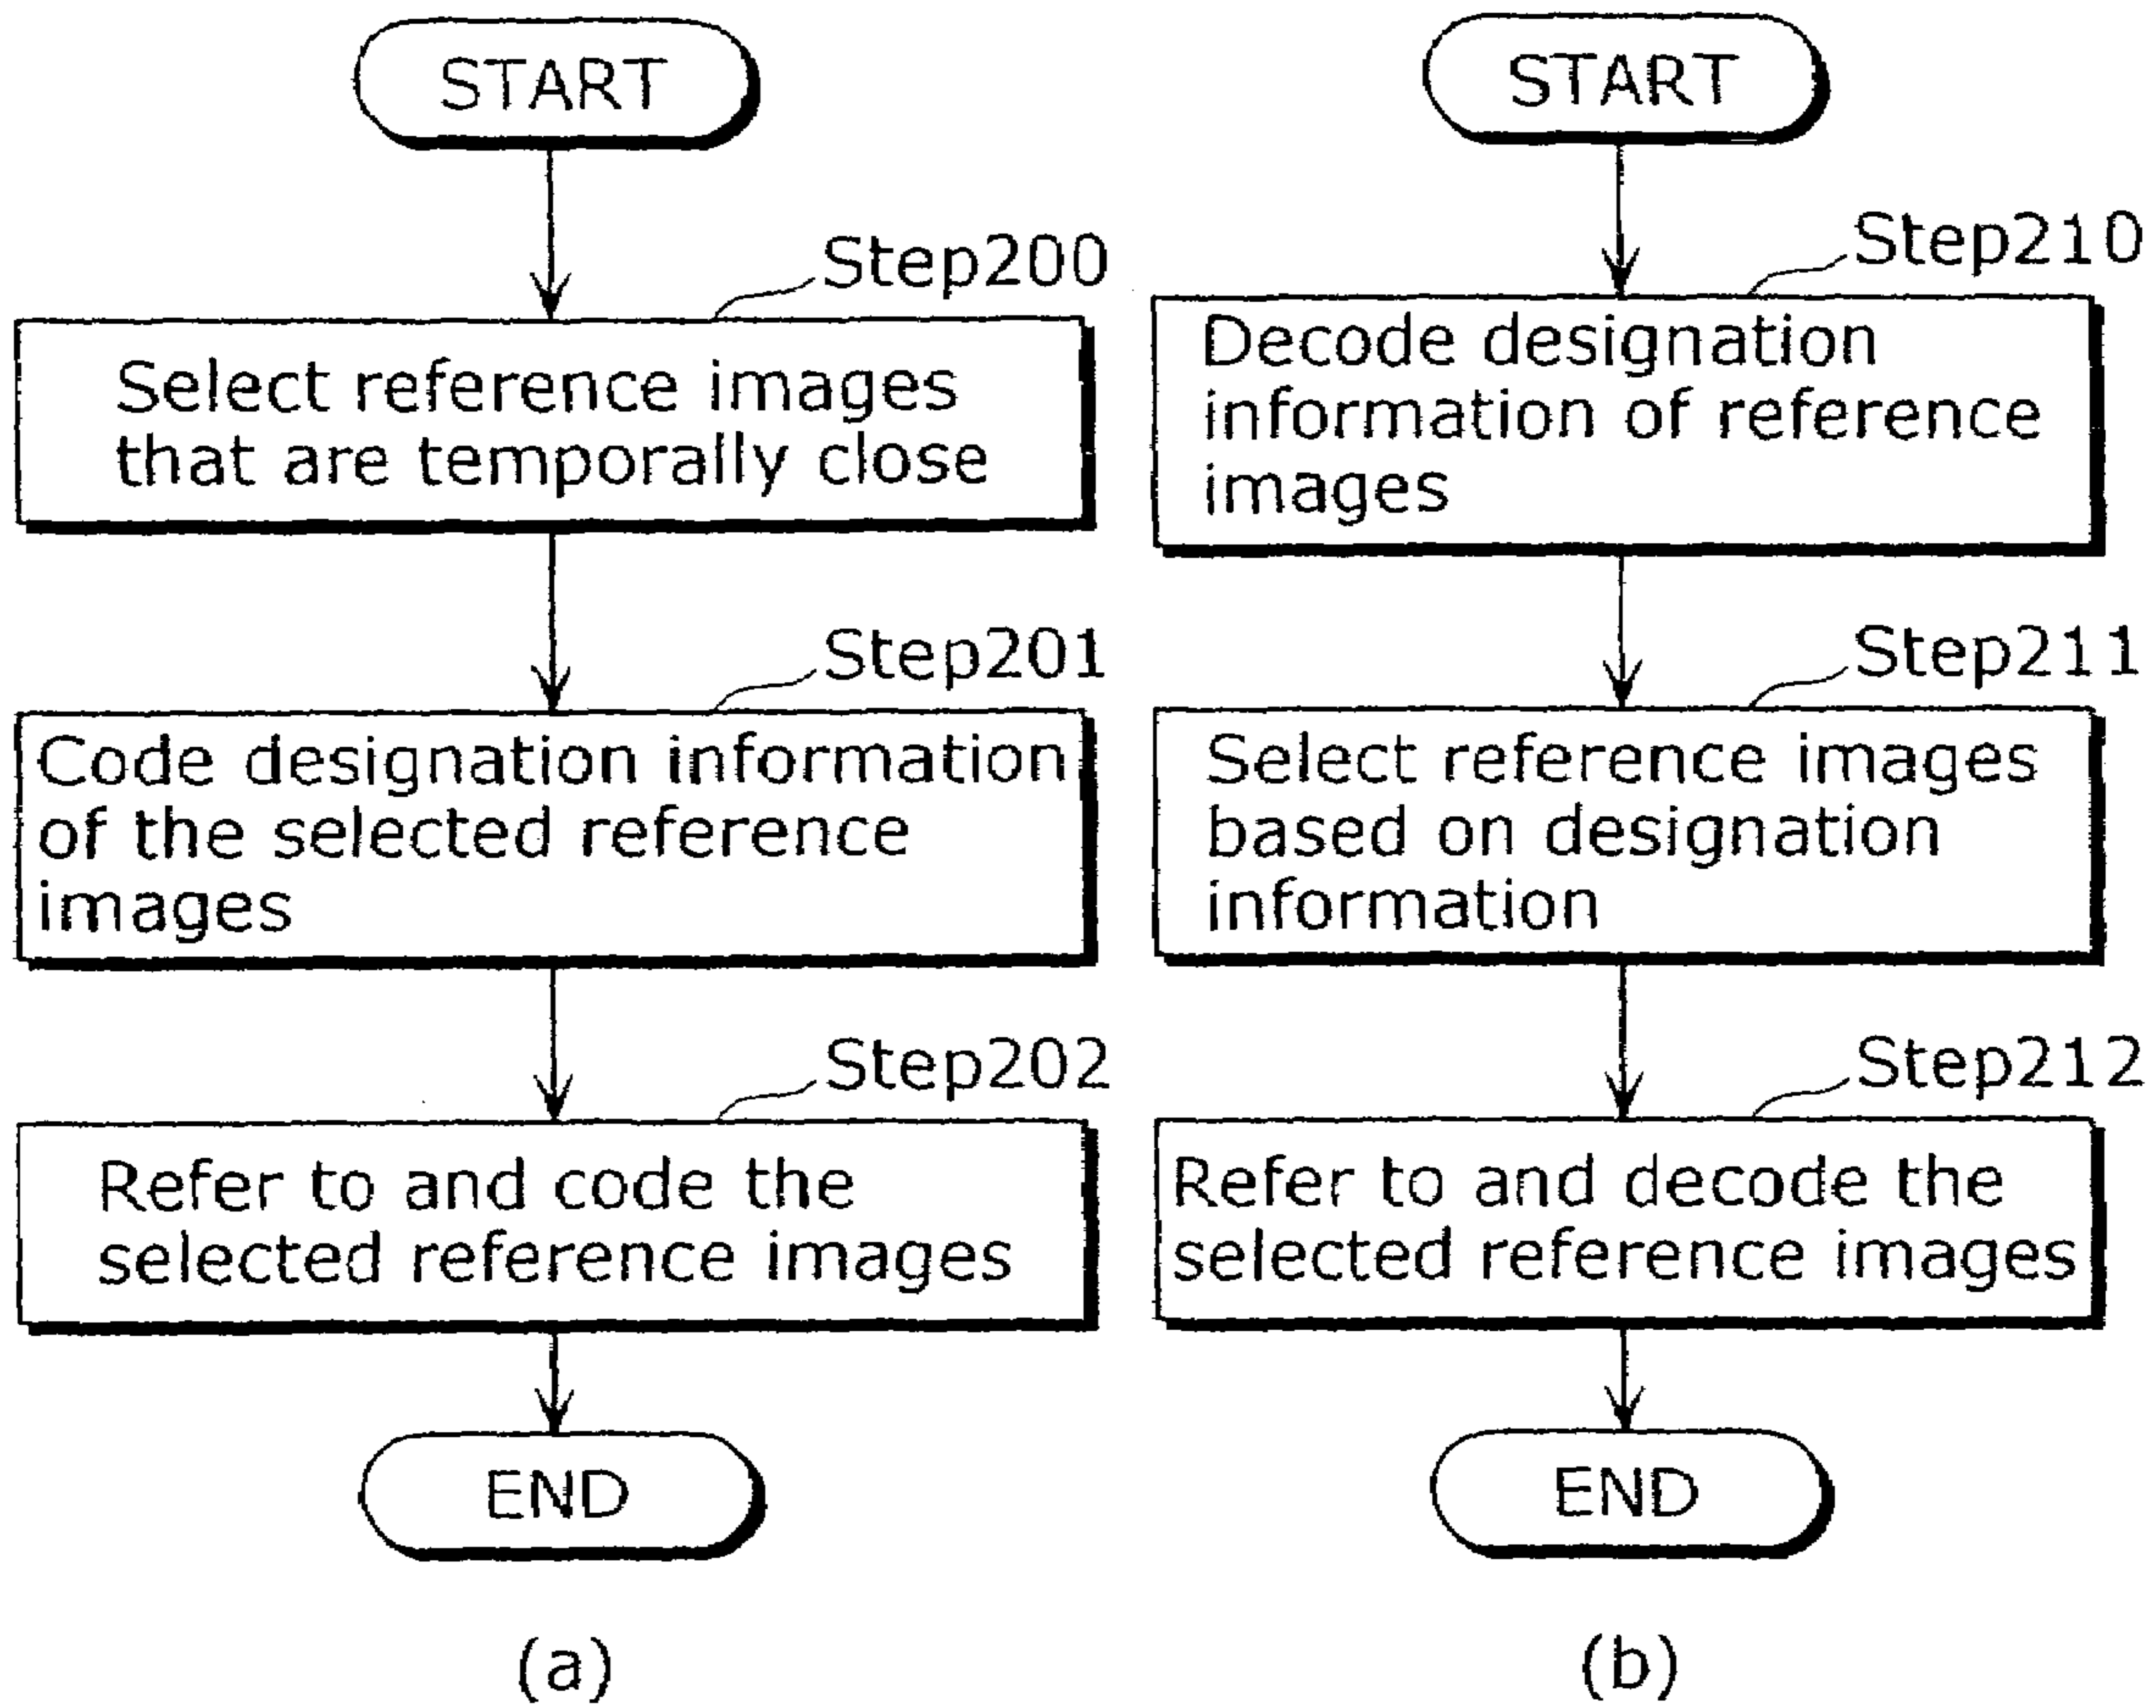 START
Step200
Select reference images
that are temporally close
Step201
Code designation information
of the selected reference
images
Step202
Refer to and code the
selected reference images
END
(a)
START
Step210
Decode designation
information of reference
images
Step211
Select reference images
based on designation
information
Step212
Refer to and decode the
selected reference images
END
(b)